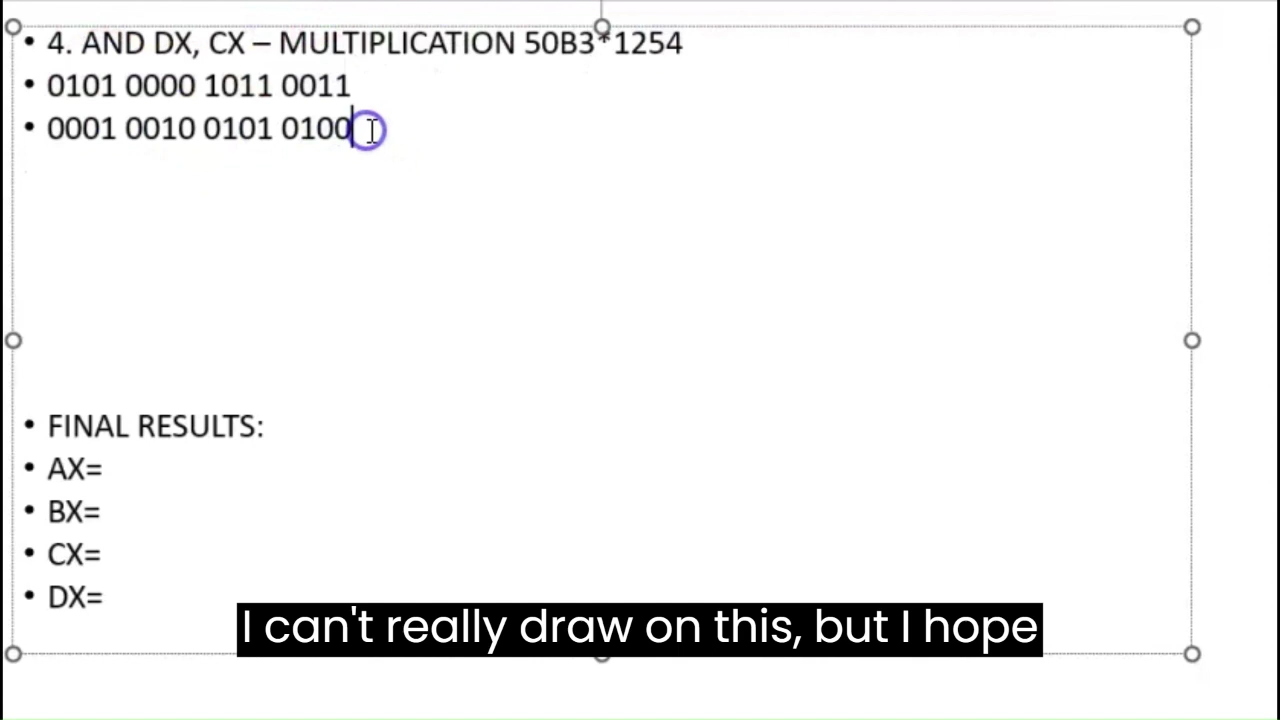 • 4. AND DX, CX – MULTIPLICATION 50B3*1254
• 0101 0000 1011 0011
• 0001 0010 0101 0100
• FINAL RESULTS:
• AX=
• BX=
• CX=
• DX=
I can't really draw on this, but I hope